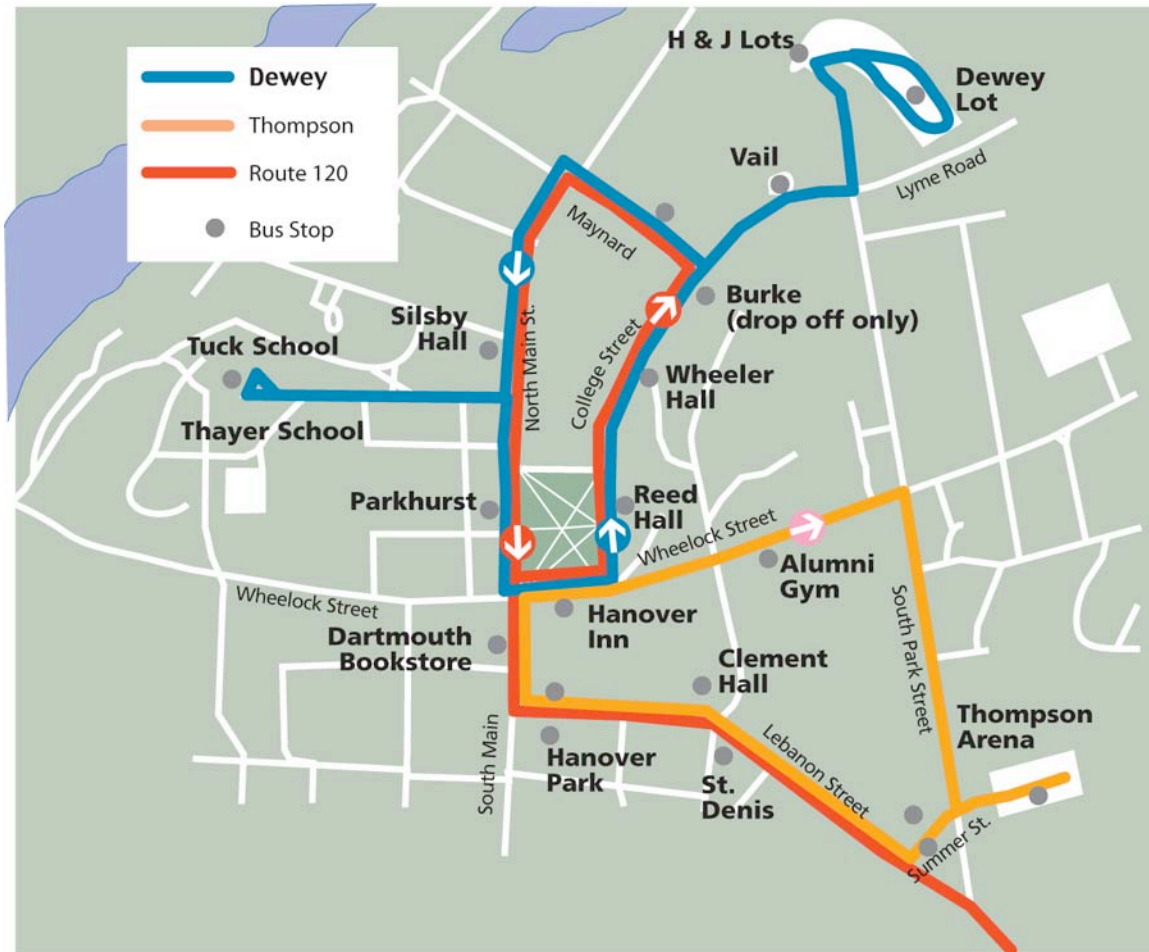 Dewey
Thompson
Route 120
Bus Stop
H & J Lots
Dewey
Lot
Vail
Lyme Road
Maynard
Burke
(drop off only)
Silsby
Hall
Tuck School
North Main St.
College Street
Wheeler
Hall
Thayer School
Parkhurst
Reed
Hall
Wheelock Street
Alumni
Gym
Wheelock Street
Hanover
Inn
South Park Street
Dartmouth
Bookstore
Clement
Hall
Thompson
Arena
Hanover
Park
South Main
St.
Denis
Lebanon Street
Summer St.